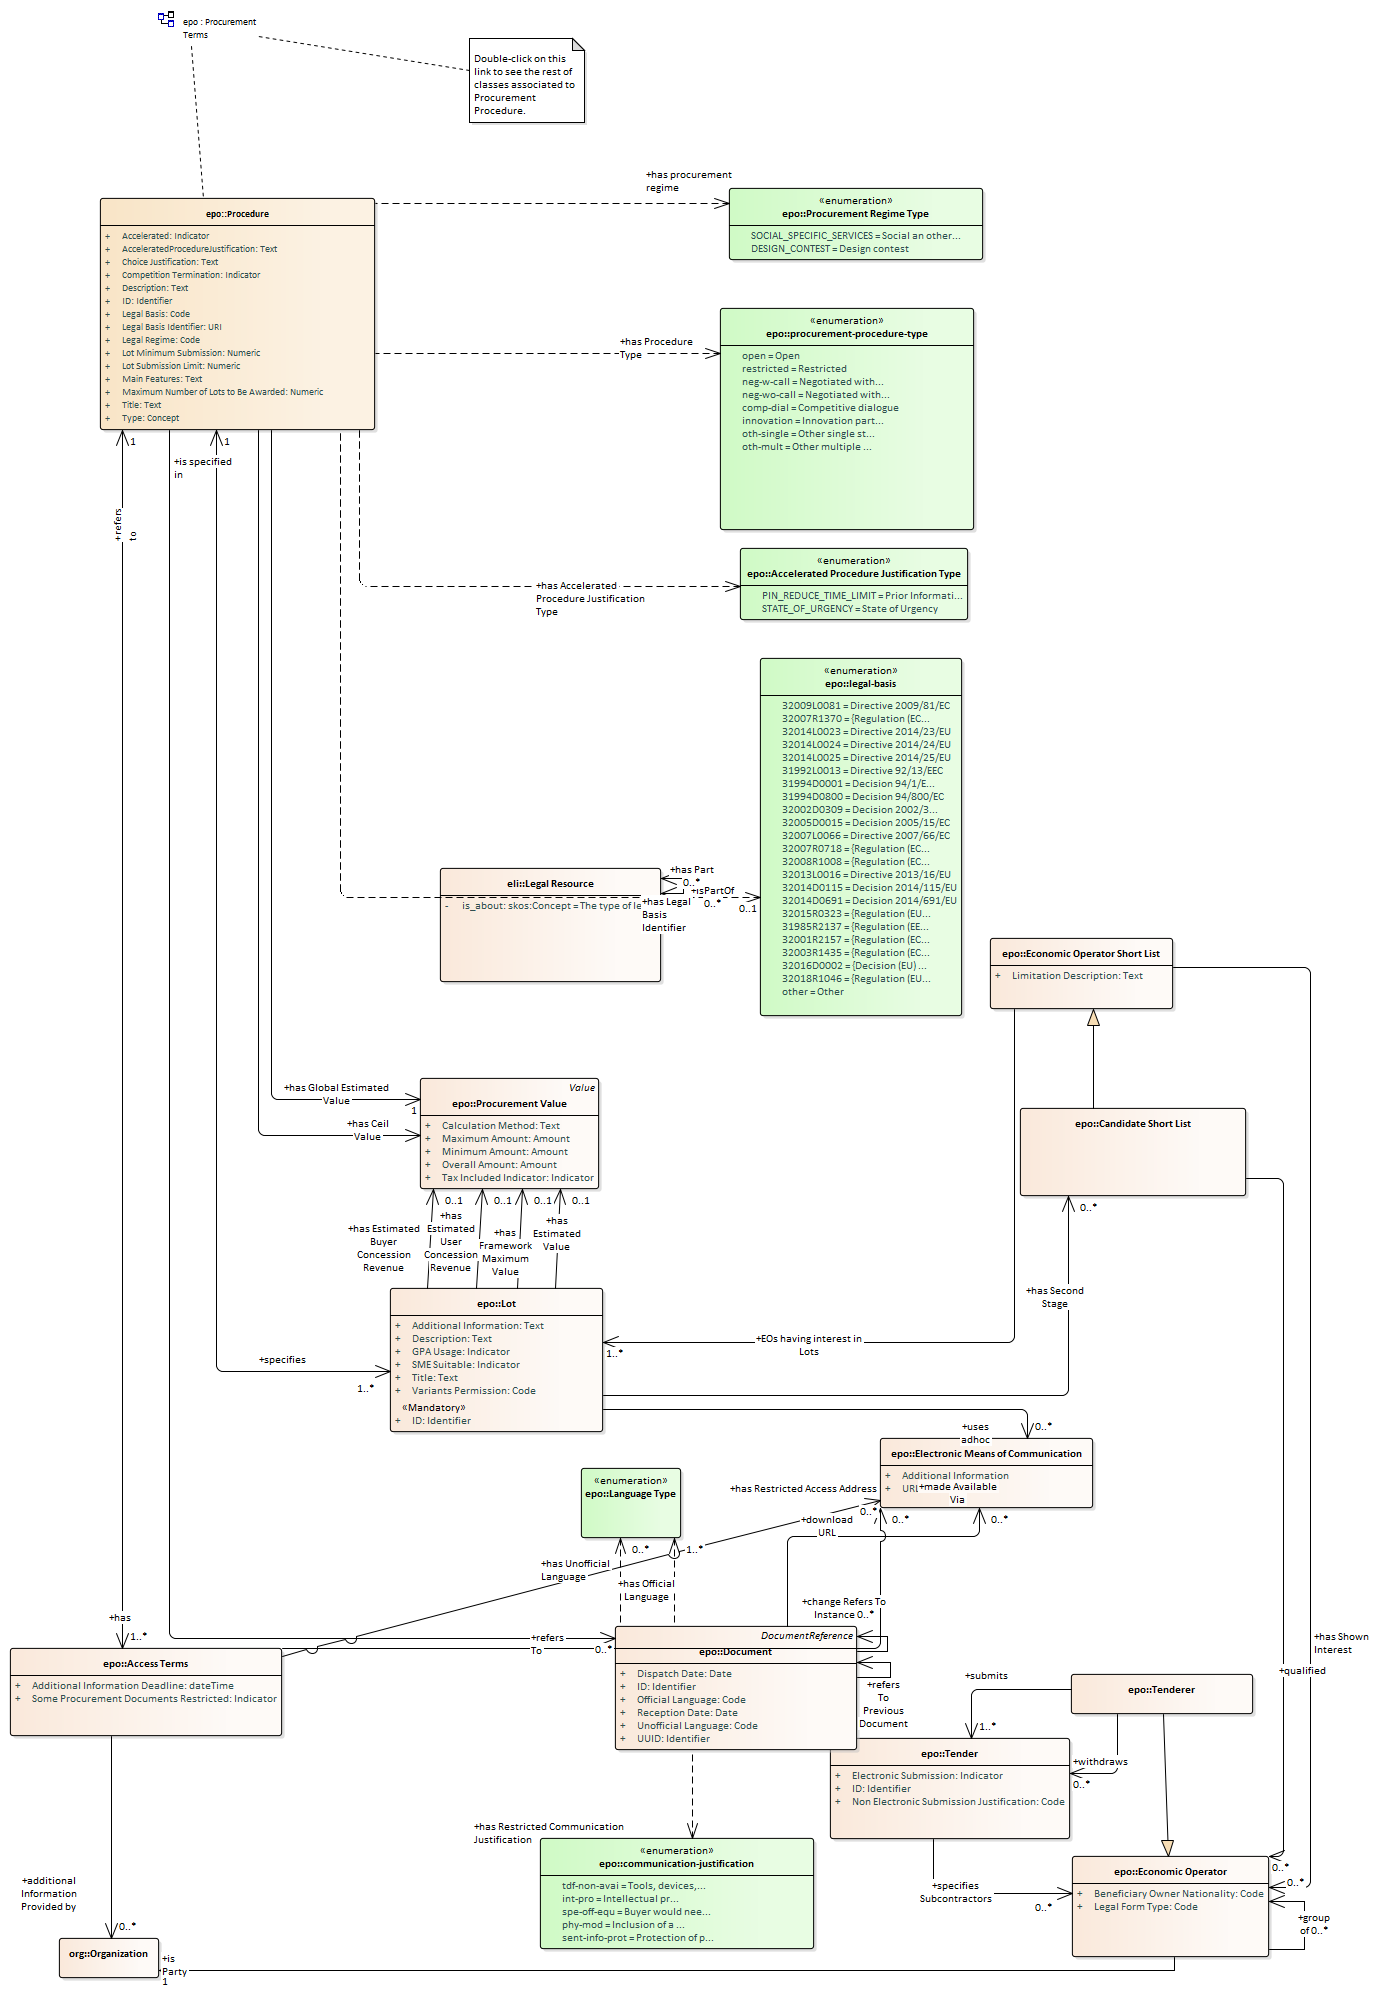 epo : Procurement
Terms
Double-click on this
link to see the rest of
classes associated to
Procurement
Procedure.
+has procurement
regime
«enumeration»
epo::Procurement Regime Type
SOCIAL_SPECIFIC_SERVICES = Social an other...
DESIGN_CONTEST = Design contest
epo::Procedure
+ Accelerated: Indicator
+ AcceleratedProcedureJustification: Text
+ Choice Justification: Text
+ Competition Termination: Indicator
+ Description: Text
+ ID: Identifier
+ Legal Basis: Code
+ Legal Basis Identifier: URI
+ Legal Regime: Code
+ Lot Minimum Submission: Numeric
+ Lot Submission Limit: Numeric
+ Main Features: Text
+ Maximum Number of Lots to Be Awarded: Numeric
+ Title: Text
+ Type: Concept
+has Procedure
Type
«enumeration»
epo::procurement-procedure-type
open = Open
restricted = Restricted
neg-w-call = Negotiated with...
neg-wo-call = Negotiated with...
comp-dial = Competitive dialogue
innovation = Innovation part...
oth-single = Other single st...
oth-mult = Other multiple ...
1
1
+is specified
in
+refers
to
+has Accelerated
Procedure Justification
Type
«enumeration»
epo::Accelerated Procedure Justification Type
PIN_REDUCE_TIME_LIMIT = Prior Informati...
STATE_OF_URGENCY = State of Urgency
«enumeration»
epo::legal-basis
32009L0081 = Directive 2009/81/EC
32007R1370 = {Regulation (EC...
32014L0023 = Directive 2014/23/EU
32014L0024 = Directive 2014/24/EU
32014L0025 = Directive 2014/25/EU
31992L0013 = Directive 92/13/EEC
31994D0001 = Decision 94/1/E...
31994D0800 = Decision 94/800/EC
32002D0309 = Decision 2002/3...
32005D0015 = Decision 2005/15/EC
32007L0066 = Directive 2007/66/EC
32007R0718 = {Regulation (EC...
32008R1008 = {Regulation (EC...
32013L0016 = Directive 2013/16/EU
32014D0115 = Decision 2014/115/EU
32014D0691 = Decision 2014/691/EU
32015R0323 = {Regulation (EU...
31985R2137 = {Regulation (EE...
32001R2157 = {Regulation (EC...
32003R1435 = {Regulation (EC...
32016D0002 = {Decision (EU) ...
32018R1046 = {Regulation (EU...
other = Other
eli::Legal Resource
- is_about: skos:Concept = The type of le
+has Part
0..*
+isPartOf
0..*
0..1
+has Legal
Basis
Identifier
epo::Economic Operator Short List
+ Limitation Description: Text
epo::Candidate Short List
+has Global Estimated
Value
1
+has Ceil
Value
Value
epo::Procurement Value
+ Calculation Method: Text
+ Maximum Amount: Amount
+ Minimum Amount: Amount
+ Overall Amount: Amount
+ Tax Included Indicator: Indicator
0..1
0..1
0..1
0..1
+has Estimated
Buyer
Concession
Revenue
+has
Estimated
User
Concession
Revenue
+has
Framework
Maximum
Value
+has
Estimated
Value
0..*
+has Second
Stage
epo::Lot
+ Additional Information: Text
+ Description: Text
+ GPA Usage: Indicator
+ SME Suitable: Indicator
+ Title: Text
+ Variants Permission: Code
«Mandatory»
+ ID: Identifier
+specifies
1..*
+EOs having interest in
Lots
1..*
+uses
adhoc
0..*
epo::Electronic Means of Communication
+ Additional Information
+ URL
+made Available
Via
«enumeration»
epo::Language Type
+has Restricted Access Address
0..*
0..*
0..*
+download
URL
0..*
1..*
+has Unofficial
Language
+has Official
Language
+change Refers To
Instance 0..*
+has
1..*
+refers
To
0..*
epo::Access Terms
+ Additional Information Deadline: dateTime
+ Some Procurement Documents Restricted: Indicator
DocumentReference
epo::Document
+ Dispatch Date: Date
+ ID: Identifier
+ Official Language: Code
+ Reception Date: Date
+ Unofficial Language: Code
+ UUID: Identifier
+refers
To
Previous
Document
+has Shown
Interest
+qualified
+submits
1..*
epo::Tenderer
epo::Tender
+ Electronic Submission: Indicator
+ ID: Identifier
+ Non Electronic Submission Justification: Code
+withdraws
0..*
+has Restricted Communication
Justification
«enumeration»
epo::communication-justification
tdf-non-avai = Tools, devices,...
int-pro = Intellectual pr...
spe-off-equ = Buyer would nee...
phy-mod = Inclusion of a ...
sent-info-prot = Protection of p...
+specifies
Subcontractors
0..*
epo::Economic Operator
+ Beneficiary Owner Nationality: Code
+ Legal Form Type: Code
0..*
0..*
+group
of 0..*
+additional
Information
Provided by
0..*
org::Organization
+is
Party
1